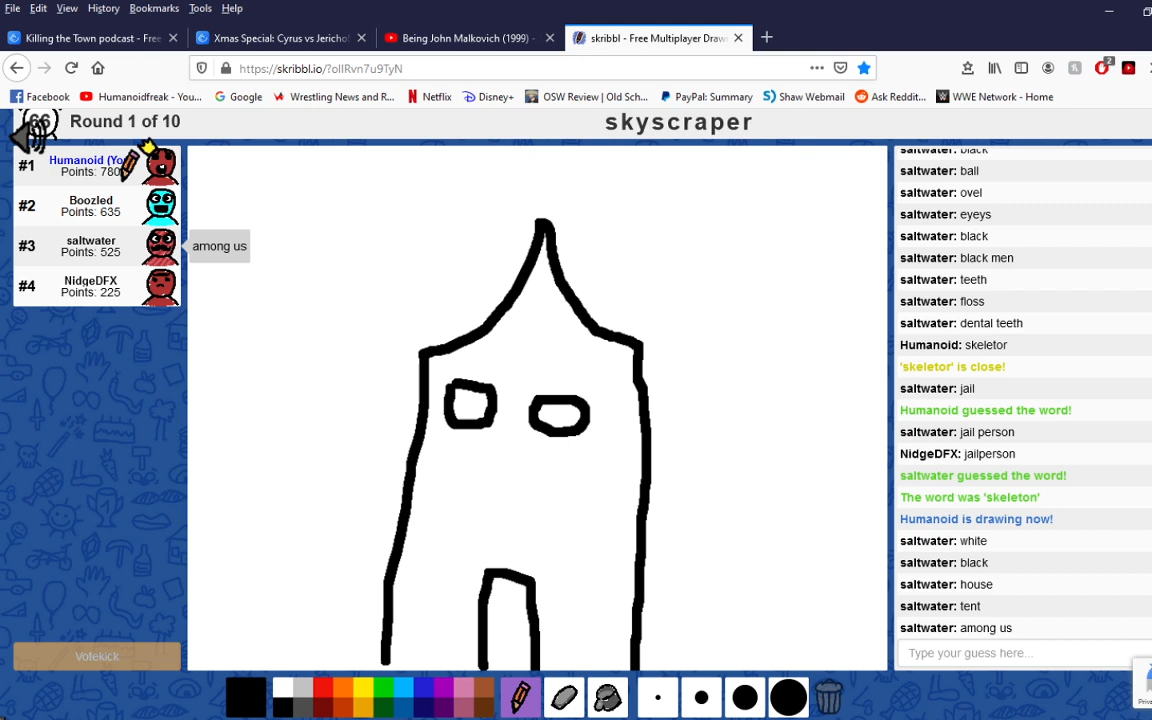 File Edit View History Bookmarks Tools Help
Killing the Town podcast - Free
Xmas Special: Cyrus vs Jericho!
Being John Malkovich (1999) -
skribbl - Free Multiplayer Draw
https://skribbl.io/?olIRvn7u9TyN
2
Facebook Humanoidfreak - You... Google Wrestling News and R... Netflix Disney+ OSW Review | Old Sch... PayPal: Summary Shaw Webmail Ask Reddit... WWE Network - Home
66 Round 1 of 10 skyscraper
#1 Humanoid (You
Points: 780
#2 Boozled
Points: 635
#3 saltwater
Points: 525
among us
#4 NidgeDFX
Points: 225
Votekick
saltwater: black
saltwater: ball
saltwater: ovel
saltwater: eyeys
saltwater: black
saltwater: black men
saltwater: teeth
saltwater: floss
saltwater: dental teeth
Humanoid: skeletor
'skeletor' is close!
saltwater: jail
Humanoid guessed the word!
saltwater: jail person
NidgeDFX: jailperson
saltwater guessed the word!
The word was 'skeleton'
Humanoid is drawing now!
saltwater: white
saltwater: black
saltwater: house
saltwater: tent
saltwater: among us
Type your guess here...